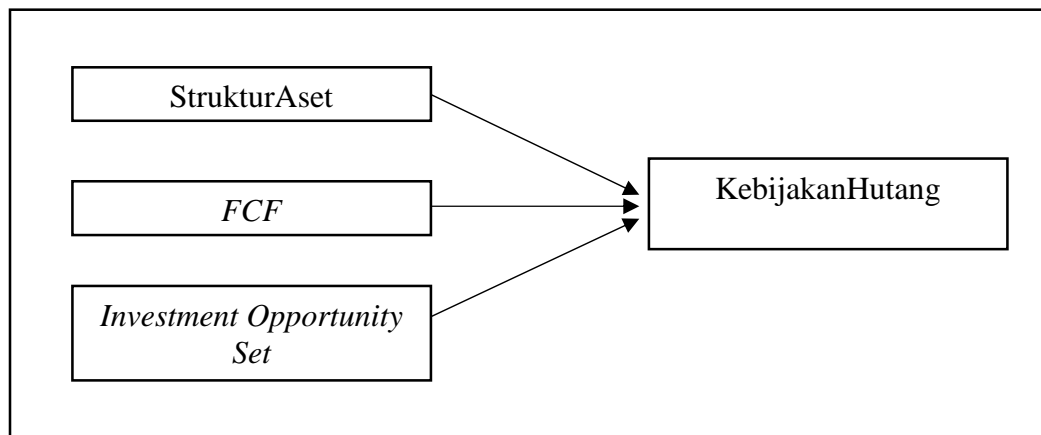 StrukturAset
FCF
Investment Opportunity
Set
KebijakanHutang